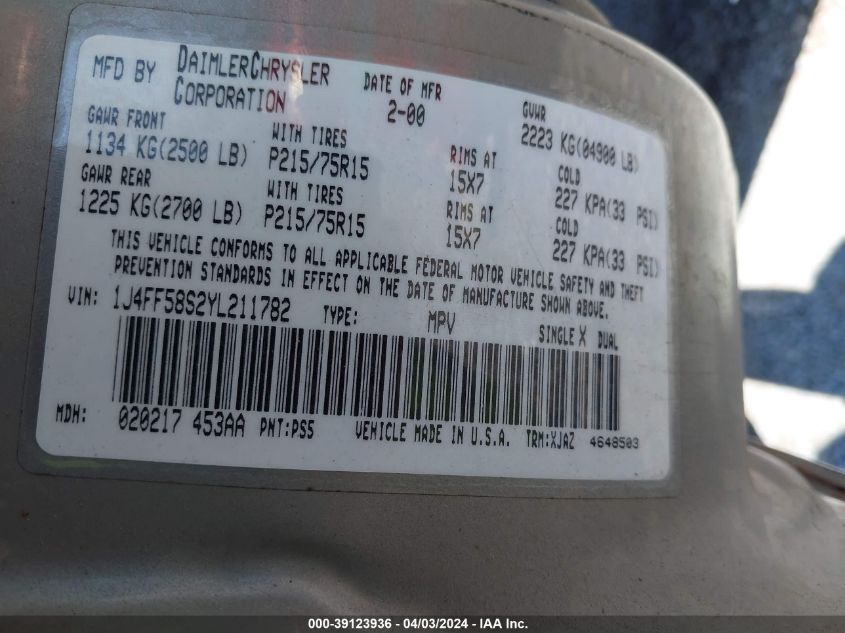 MFD BY DAIMLERCHRYSLER CORPORATION DATE OF MFR 2-00 GVWR 2223 KG(04900 LB)
GAWR FRONT WITH TIRES RIMS AT COLD
1134 KG(2500 LB) P215/75R15 15X7 227 KPA(33 PSI)
GAWR REAR WITH TIRES RIMS AT COLD
1225 KG(2700 LB) P215/75R15 15X7 227 KPA(33 PSI)
THIS VEHICLE CONFORMS TO ALL APPLICABLE FEDERAL MOTOR VEHICLE SAFETY AND THEFT
PREVENTION STANDARDS IN EFFECT ON THE DATE OF MANUFACTURE SHOWN ABOVE.
VIN: 1J4FF58S2YL211782 TYPE: MPV SINGLE X DUAL
MDH: 020217 453AA PNT:PS5 VEHICLE MADE IN U.S.A. TRM:XJAZ 4648503
000-39123936 - 04/03/2024 - IAA Inc.